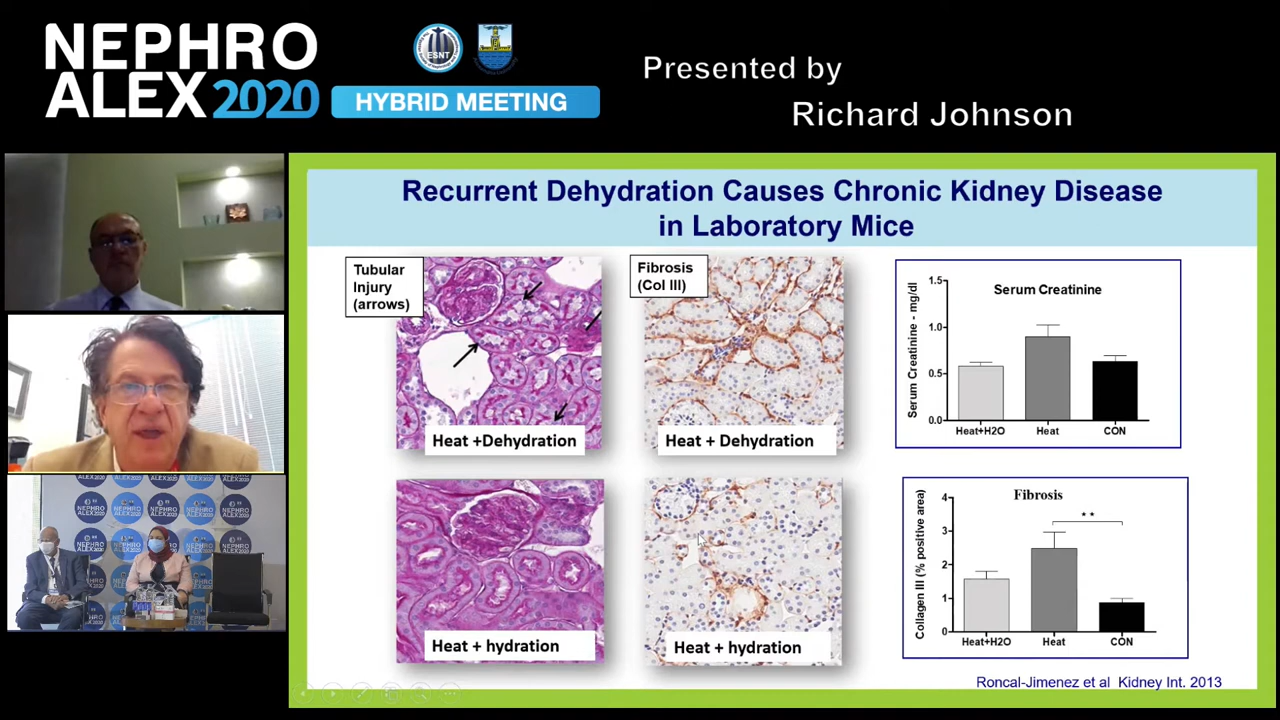 NEPHRO
ALEX2020
ESNT
HYBRID MEETING
Presented by
Richard Johnson
Recurrent Dehydration Causes Chronic Kidney Disease
in Laboratory Mice
Tubular
Injury
(arrows)
Heat +Dehydration
Fibrosis
(Col III)
Heat + Dehydration
Serum Creatinine
Serum Creatinine - mg/dl
1.5
1.0
0.5
0.0
Heat+H2O
Heat
CON
Heat + hydration
Heat + hydration
Fibrosis
Collagen III (% positive area)
4
3
2
1
0
**
Heat+H2O
Heat
CON
Roncal-Jimenez et al Kidney Int. 2013
NEPHRO
ALEX2020